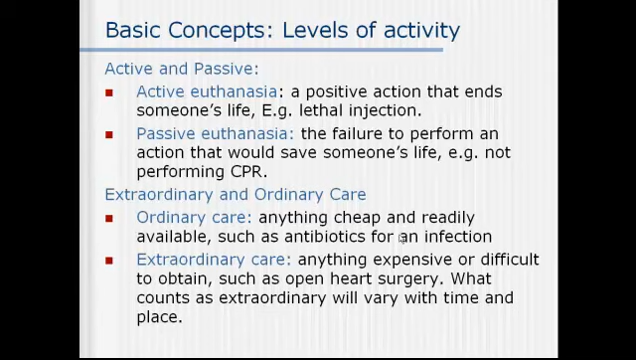 Basic Concepts: Levels of activity
Active and Passive:
Active euthanasia: a positive action that ends
someone's life, E.g. lethal injection.
Passive euthanasia: the failure to perform an
action that would save someone's life, e.g. not
performing CPR.
Extraordinary and Ordinary Care
Ordinary care: anything cheap and readily
available, such as antibiotics for an infection
Extraordinary care: anything expensive or difficult
to obtain, such as open heart surgery. What
counts as extraordinary will vary with time and
place.